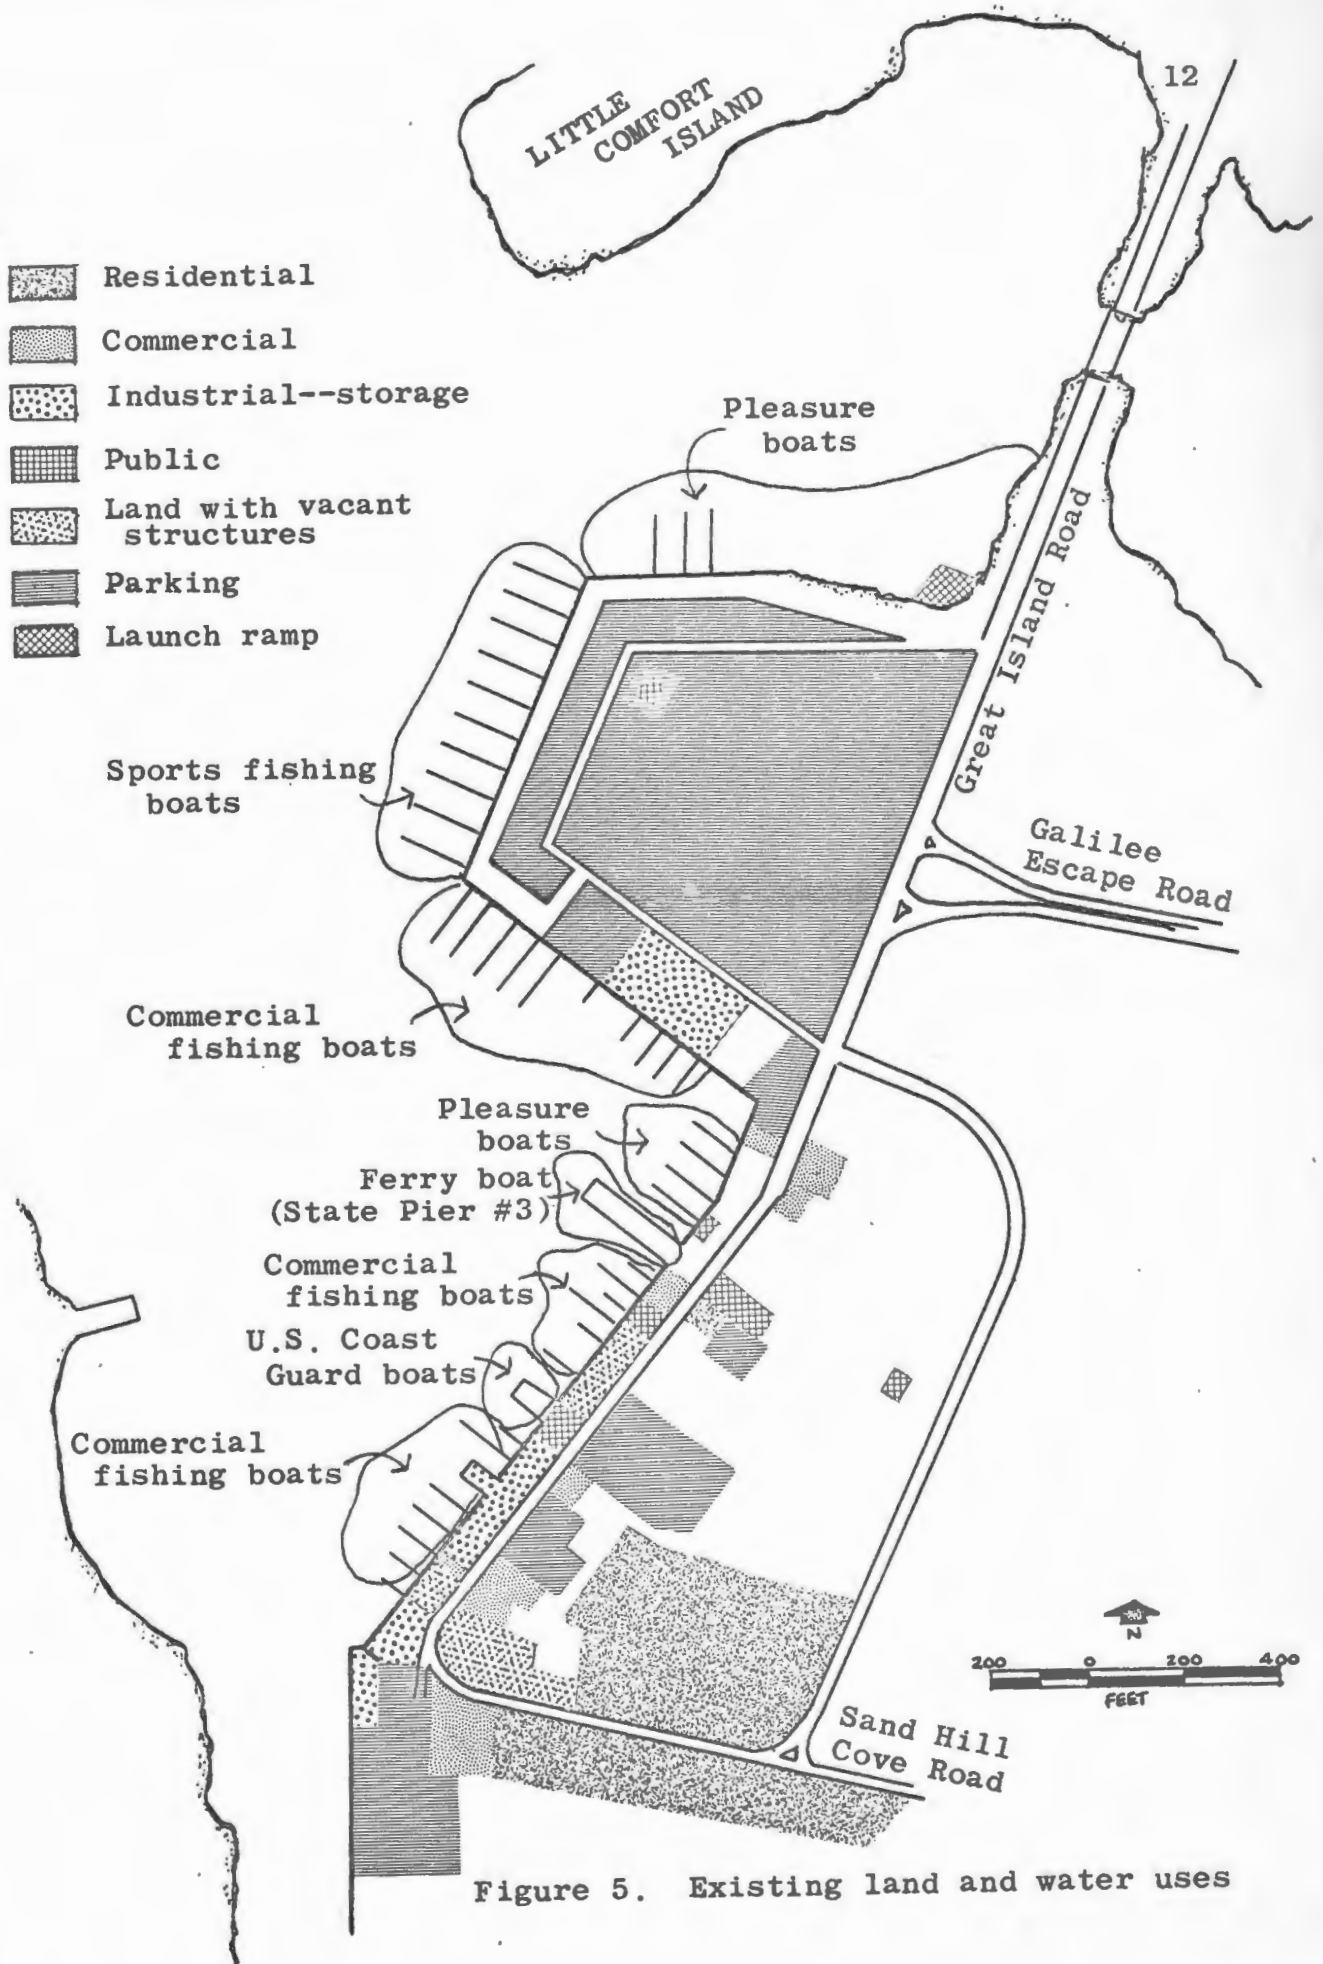 12
LITTLE
COMFORT
ISLAND
Residential
Commercial
Industrial--storage
Public
Land with vacant
structures
Parking
Launch ramp
Pleasure
boats
Great Island Road
Sports fishing
boats
Galilee
Escape Road
Commercial
fishing boats
Pleasure
boats
Ferry boat
(State Pier #3)
Commercial
fishing boats
U.S. Coast
Guard boats
Commercial
fishing boats
N
200 0 200 400
FEET
Sand Hill
Cove Road
Figure 5. Existing land and water uses